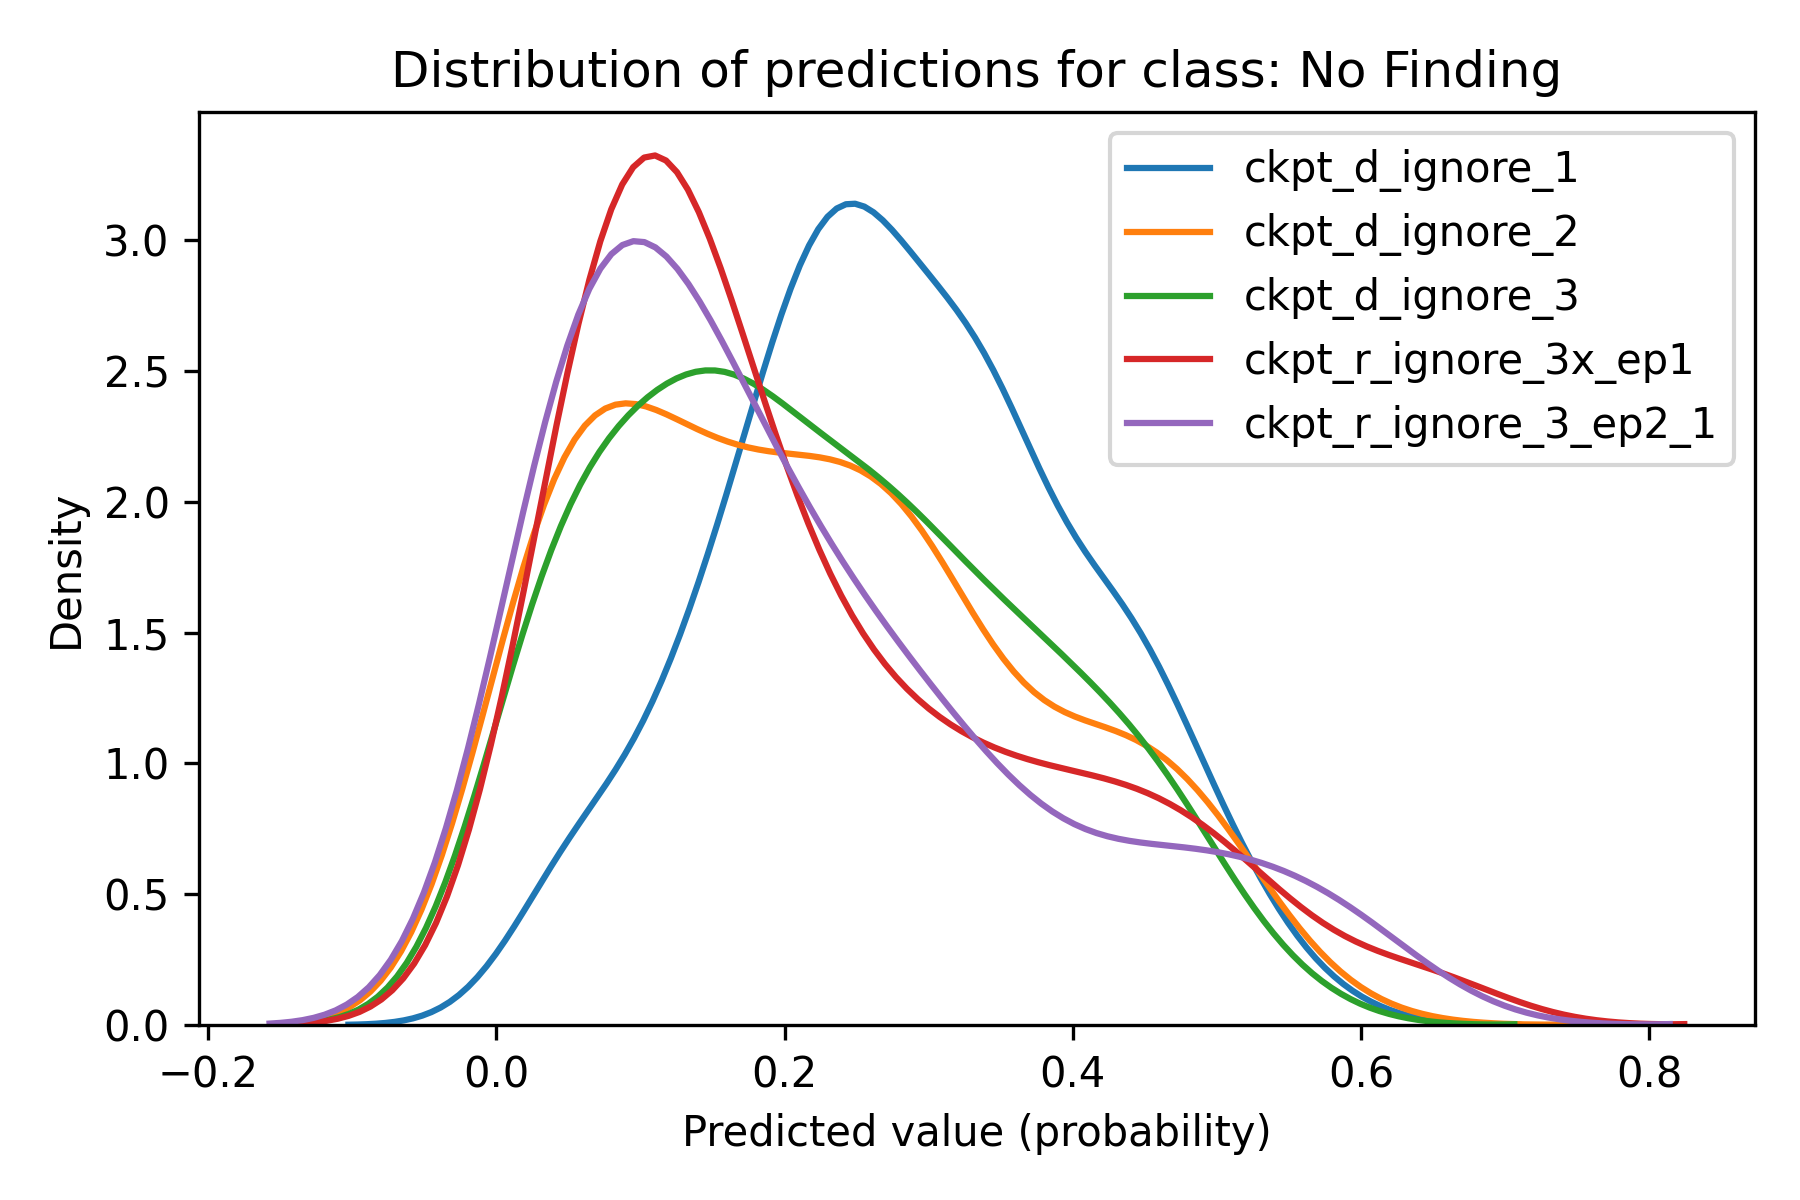 Distribution of predictions for class: No Finding
ckpt_d_ignore_1
ckpt_d_ignore_2
ckpt_d_ignore_3
ckpt_r_ignore_3x_ep1
ckpt_r_ignore_3_ep2_1
Density
3.0
2.5
2.0
1.5
1.0
0.5
0.0
−0.2 0.0 0.2 0.4 0.6 0.8
Predicted value (probability)